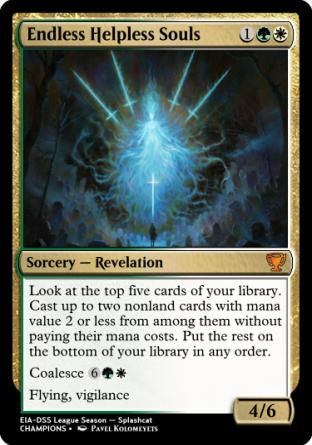 Endless Helpless Souls 1
Sorcery — Revelation
Look at the top five cards of your library.
Cast up to two nonland cards with mana
value 2 or less from among them without
paying their mana costs. Put the rest on
the bottom of your library in any order.
Coalesce 6
Flying, vigilance
4/6
EIA-DSS League Season — Splashcat
CHAMPIONS • Pavel Kolomeyets